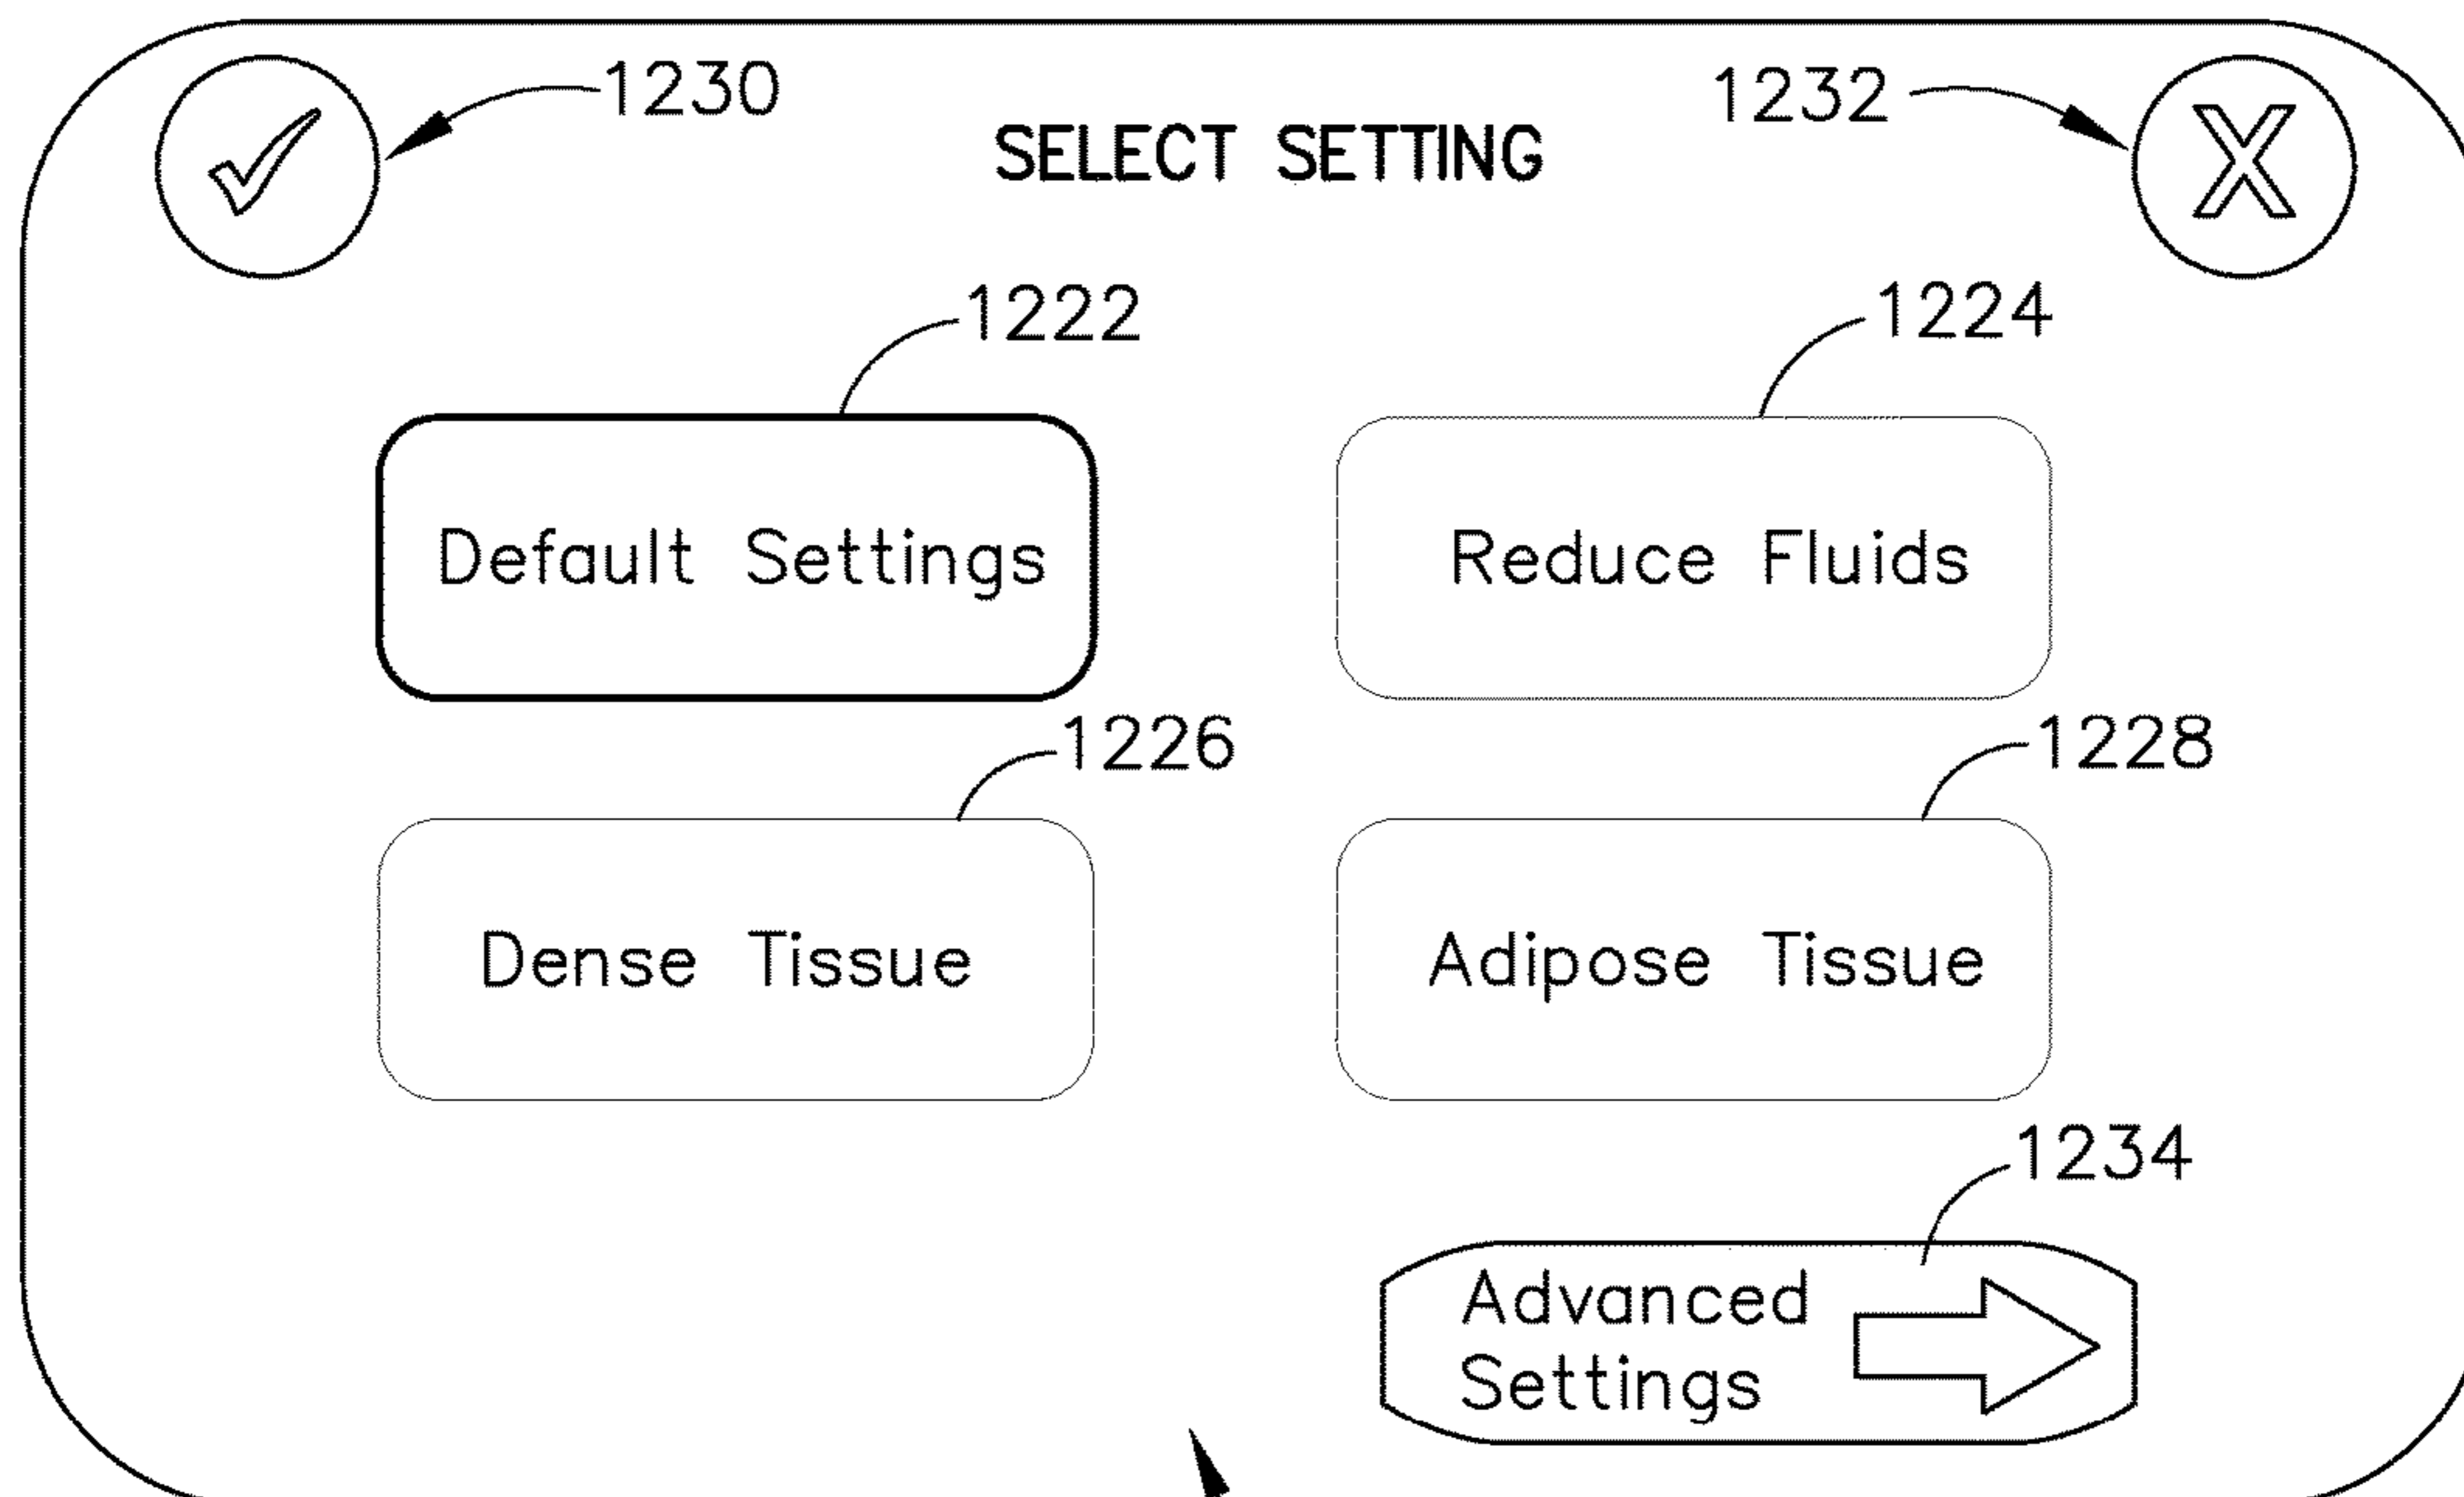 1230
1232
SELECT SETTING
1222
1224
Default Settings
Reduce Fluids
1226
1228
Dense Tissue
Adipose Tissue
1234
Advanced
Settings